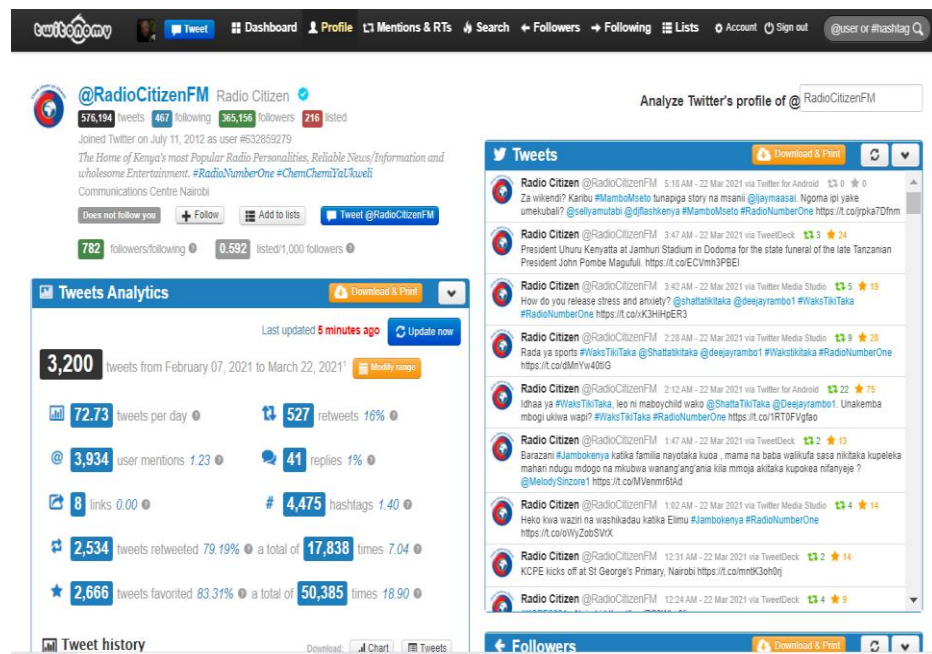 twitonomy Tweet Dashboard Profile Mentions & RTs Search Followers Following Lists Account Sign out @user or #hashtag
@RadioCitizenFM Radio Citizen
576,194 tweets 467 following 365,156 followers 216 listed
Joined Twitter on July 11, 2012 as user #632859279
The Home of Kenya's most Popular Radio Personalities, Reliable News/Information and
wholesome Entertainment. #RadioNumberOne #ChemChemiYaUkweli
Communications Centre Nairobi
Does not follow you Follow Add to lists Tweet @RadioCitizenFM
782 followers/following 0.592 listed/1,000 followers
Tweets Analytics Download & Print
Last updated 5 minutes ago Update now
3,200 tweets from February 07, 2021 to March 22, 2021¹ Modify range
72.73 tweets per day 527 retweets 16%
3,934 user mentions 1.23 41 replies 1%
8 links 0.00 # 4,475 hashtags 1.40
2,534 tweets retweeted 79.19% a total of 17,838 times 7.04
2,666 tweets favorited 83.31% a total of 50,385 times 18.90
Tweet history Download: Chart Tweets
Analyze Twitter's profile of @ RadioCitizenFM
Tweets Download & Print
Radio Citizen @RadioCitizenFM 5:18 AM - 22 Mar 2021 via Twitter for Android 0 0
Za wikendi? Karibu #MamboMseto tunapiga story na msanii @ljaymaasai. Ngoma ipi yake
umekubali? @sellyamutabi @djflashkenya #MamboMseto #RadioNumberOne https://t.co/jrpka7Dfnm
Radio Citizen @RadioCitizenFM 3:47 AM - 22 Mar 2021 via TweetDeck 3 24
President Uhuru Kenyatta at Jamhuri Stadium in Dodoma for the state funeral of the late Tanzanian
President John Pombe Magufuli. https://t.co/ECVmh3PBEI
Radio Citizen @RadioCitizenFM 3:42 AM - 22 Mar 2021 via Twitter Media Studio 5 19
How do you release stress and anxiety? @shattatikitaka @deejayrambo1 #WaksTikiTaka
#RadioNumberOne https://t.co/xK3HiHpER3
Radio Citizen @RadioCitizenFM 2:28 AM - 22 Mar 2021 via Twitter Media Studio 9 28
Rada ya sports #WaksTikiTaka @Shattatikitaka @deejayrambo1 #Wakstikitaka #RadioNumberOne
https://t.co/dMnYw40tiG
Radio Citizen @RadioCitizenFM 2:12 AM - 22 Mar 2021 via Twitter for Android 22 75
Idhaa ya #WaksTikiTaka, leo ni maboychild wako @ShattaTikiTaka @Deejayrambo1. Unakemba
mbogi ukiwa wapi? #WaksTikiTaka #RadioNumberOne https://t.co/1RT0FVgfao
Radio Citizen @RadioCitizenFM 1:47 AM - 22 Mar 2021 via TweetDeck 2 13
Barazani #Jambokenya katika familia nayotaka kuoa , mama na baba walikufa sasa nikitaka kupeleka
mahari ndugu mdogo na mkubwa wanang'ang'ania kila mmoja akitaka kupokea nifanyeje ?
@MelodySinzore1 https://t.co/MVenmr6tAd
Radio Citizen @RadioCitizenFM 1:02 AM - 22 Mar 2021 via Twitter Media Studio 4 14
Heko kwa waziri na washikadau katika Elimu #Jambokenya #RadioNumberOne
https://t.co/oWyZobSVrX
Radio Citizen @RadioCitizenFM 12:31 AM - 22 Mar 2021 via TweetDeck 2 14
KCPE kicks off at St George's Primary, Nairobi https://t.co/mntK3oh0rj
Radio Citizen @RadioCitizenFM 12:24 AM - 22 Mar 2021 via TweetDeck 4 9
Followers Download & Print